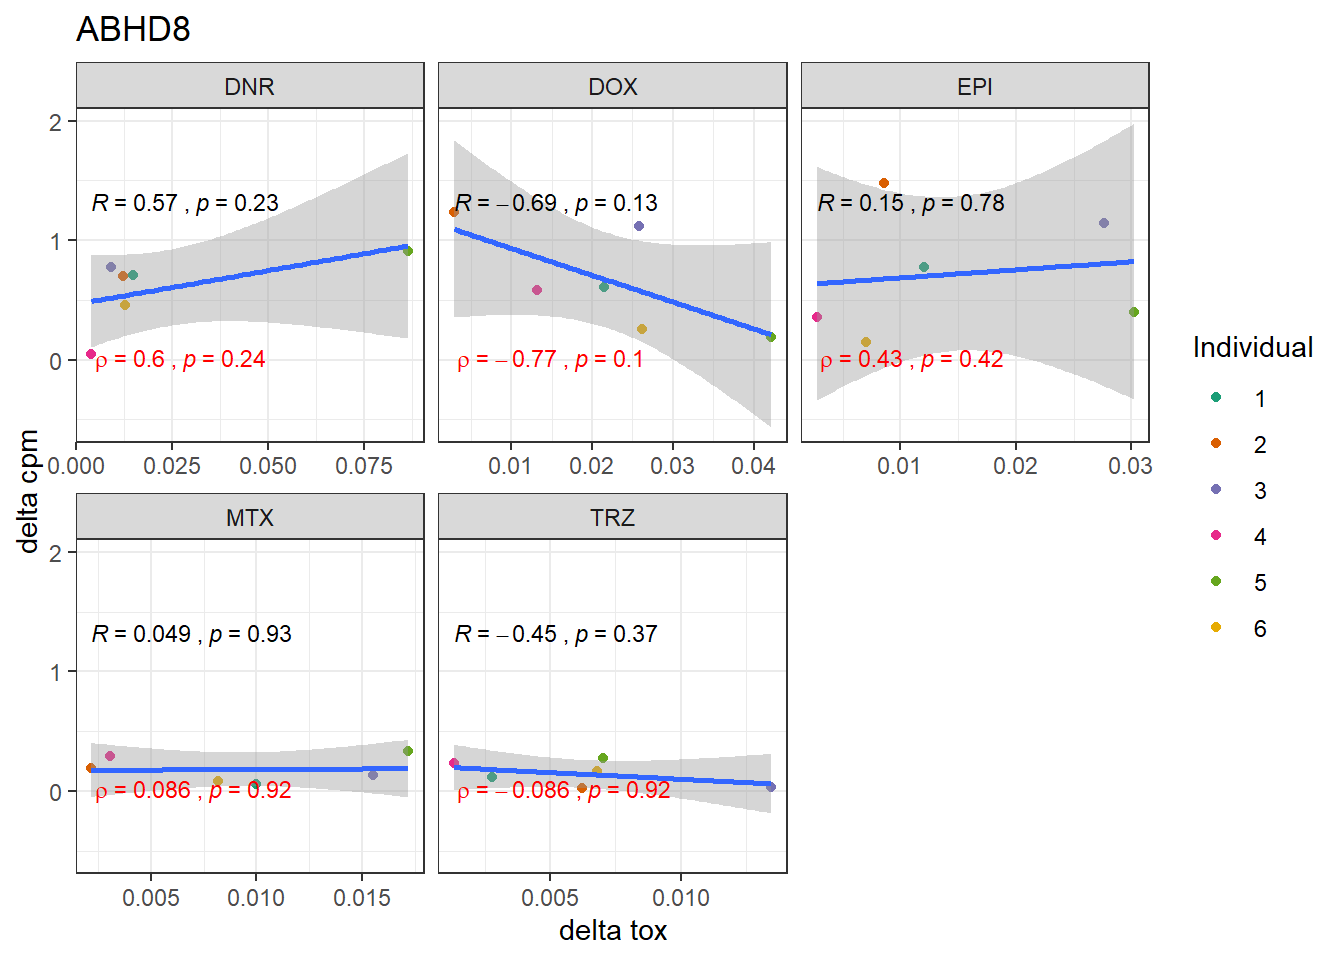 ABHD8
DNR
DOX
EPI
2
1
0
R = 0.57 , p = 0.23
ρ = 0.6 , p = 0.24
R = −0.69 , p = 0.13
ρ = −0.77 , p = 0.1
R = 0.15 , p = 0.78
ρ = 0.43 , p = 0.42
0.000 0.025 0.050 0.075
0.01 0.02 0.03 0.04
0.01 0.02 0.03
delta cpm
MTX
TRZ
2
1
0
R = 0.049 , p = 0.93
ρ = 0.086 , p = 0.92
R = −0.45 , p = 0.37
ρ = −0.086 , p = 0.92
0.005 0.010 0.015
0.005 0.010
delta tox
Individual
1
2
3
4
5
6